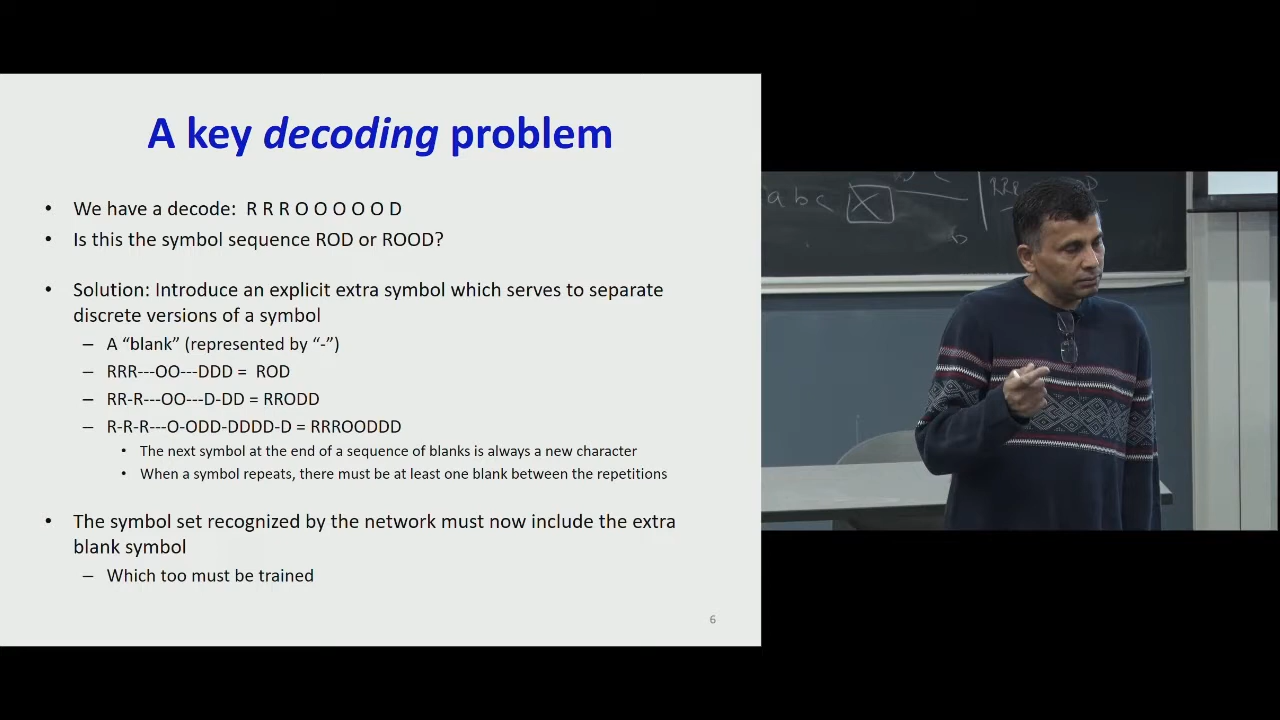 A key decoding problem
• We have a decode: R R R O O O O O D
• Is this the symbol sequence ROD or ROOD?
• Solution: Introduce an explicit extra symbol which serves to separate
discrete versions of a symbol
– A “blank” (represented by “-”)
– RRR---OO---DDD = ROD
– RR-R---OO---D-DD = RRODD
– R-R-R---O-ODD-DDDD-D = RRROODDD
• The next symbol at the end of a sequence of blanks is always a new character
• When a symbol repeats, there must be at least one blank between the repetitions
• The symbol set recognized by the network must now include the extra
blank symbol
– Which too must be trained
6
a b c X